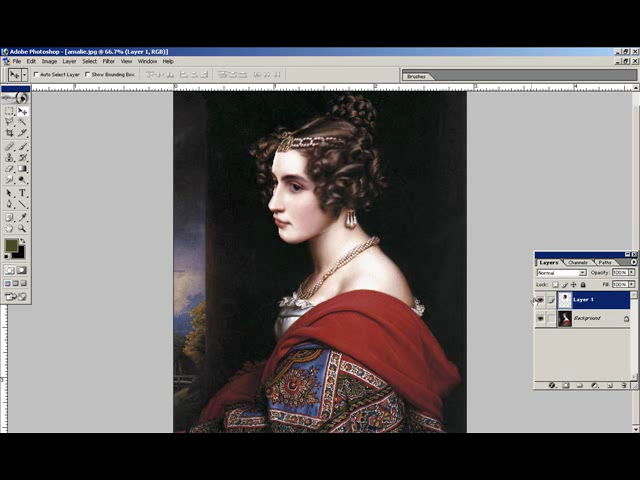 Adobe Photoshop - [amalie.jpg @ 66.7% (Layer 1, RGB)]
File Edit Image Layer Select Filter View Window Help
Auto Select Layer Show Bounding Box
Brushes
Layers Channels Paths
Normal Opacity: 100%
Lock: Fill: 100%
Layer 1
Background